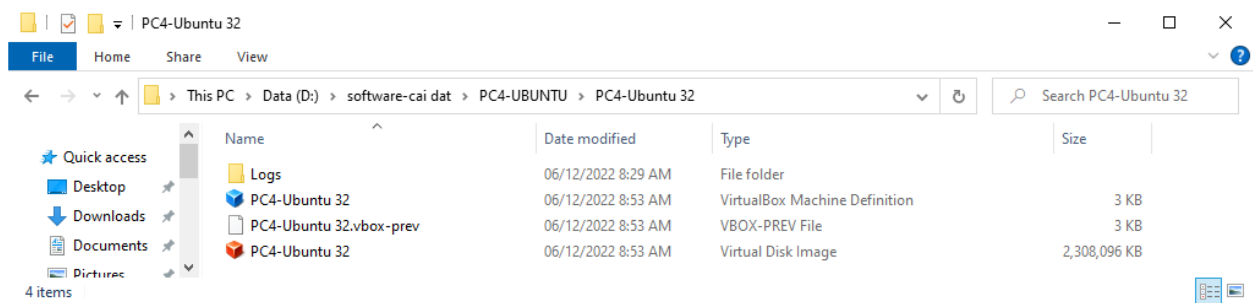 PC4-Ubuntu 32
File Home Share View
This PC > Data (D:) > software-cai dat > PC4-UBUNTU > PC4-Ubuntu 32 Search PC4-Ubuntu 32
Name Date modified Type Size
Quick access
Logs 06/12/2022 8:29 AM File folder
Desktop PC4-Ubuntu 32 06/12/2022 8:53 AM VirtualBox Machine Definition 3 KB
Downloads PC4-Ubuntu 32.vbox-prev 06/12/2022 8:53 AM VBOX-PREV File 3 KB
Documents PC4-Ubuntu 32 06/12/2022 8:53 AM Virtual Disk Image 2,308,096 KB
Pictures
4 items